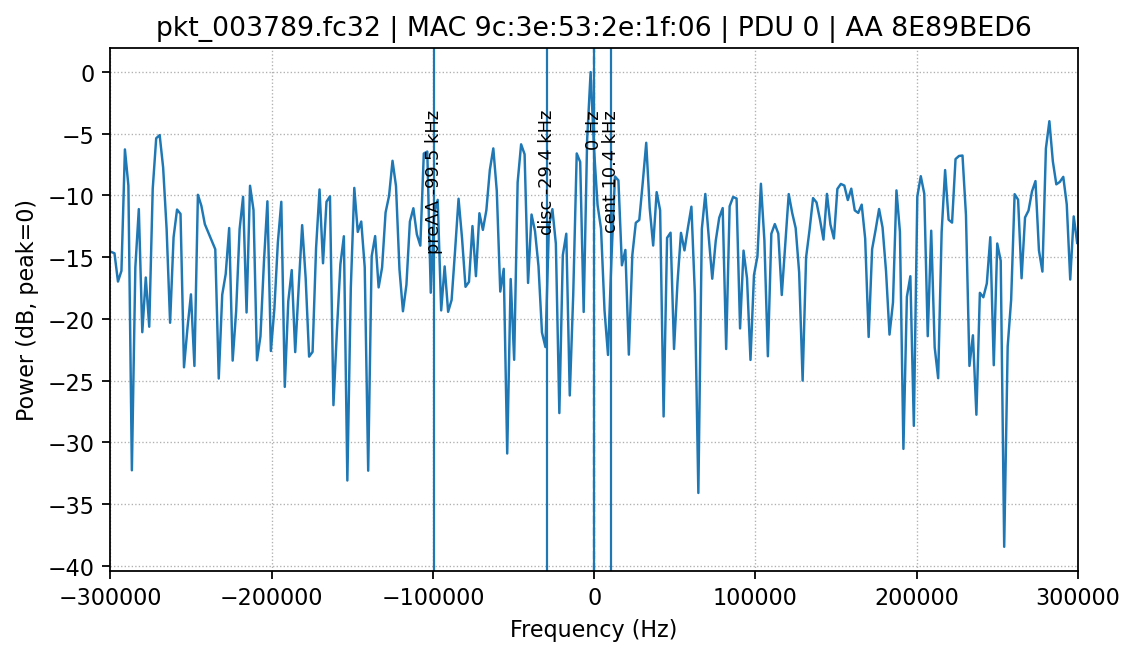 pkt_003789.fc32 | MAC 9c:3e:53:2e:1f:06 | PDU 0 | AA 8E89BED6
Power (dB, peak=0)
0
−5
−10
−15
−20
−25
−30
−35
−40
preAA -99.5 kHz
disc -29.4 kHz
0 Hz
cent 10.4 kHz
−300000
−200000
−100000
0
100000
200000
300000
Frequency (Hz)